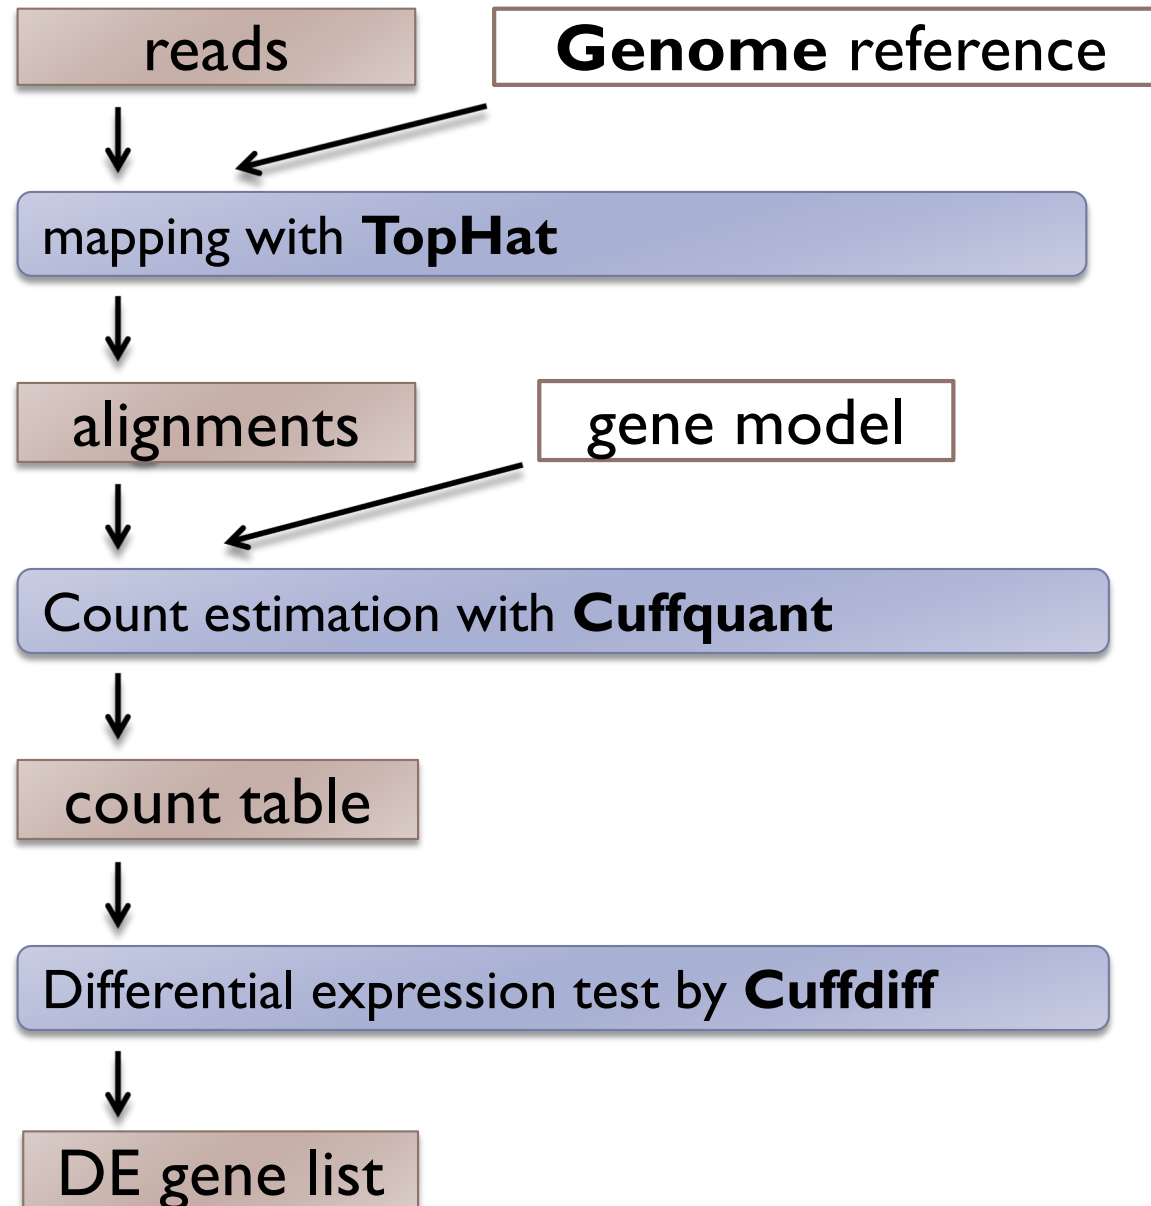 reads
Genome reference
mapping with TopHat
alignments
gene model
Count estimation with Cuffquant
count table
Differential expression test by Cuffdiff
DE gene list